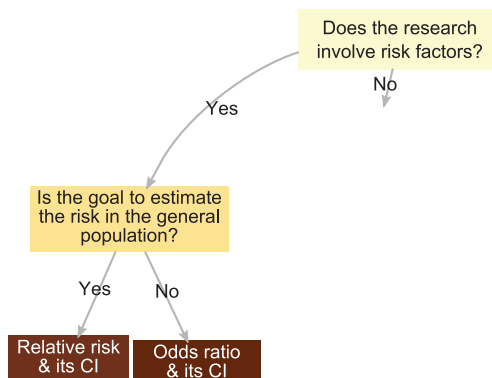 Does the research
involve risk factors?
No
Yes
Is the goal to estimate
the risk in the general
population?
Yes
No
Relative risk
& its CI
Odds ratio
& its CI